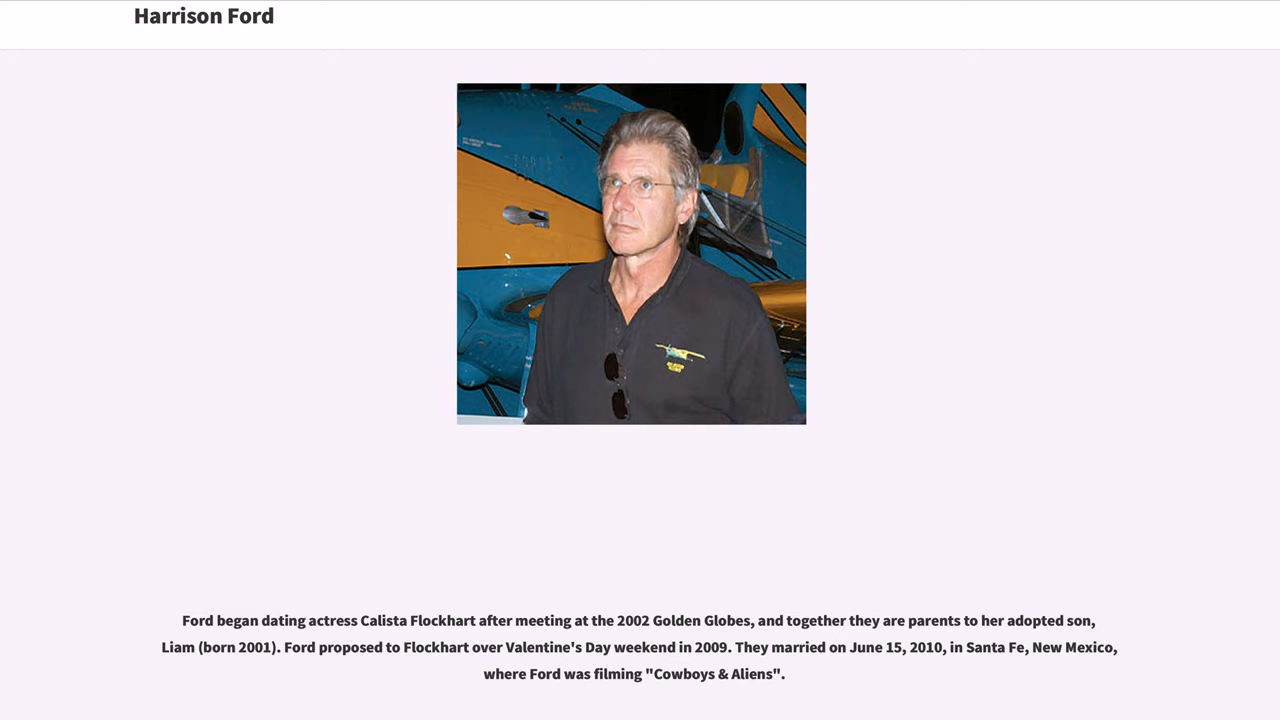 Harrison Ford
Ford began dating actress Calista Flockhart after meeting at the 2002 Golden Globes, and together they are parents to her adopted son,
Liam (born 2001). Ford proposed to Flockhart over Valentine's Day weekend in 2009. They married on June 15, 2010, in Santa Fe, New Mexico,
where Ford was filming "Cowboys & Aliens".